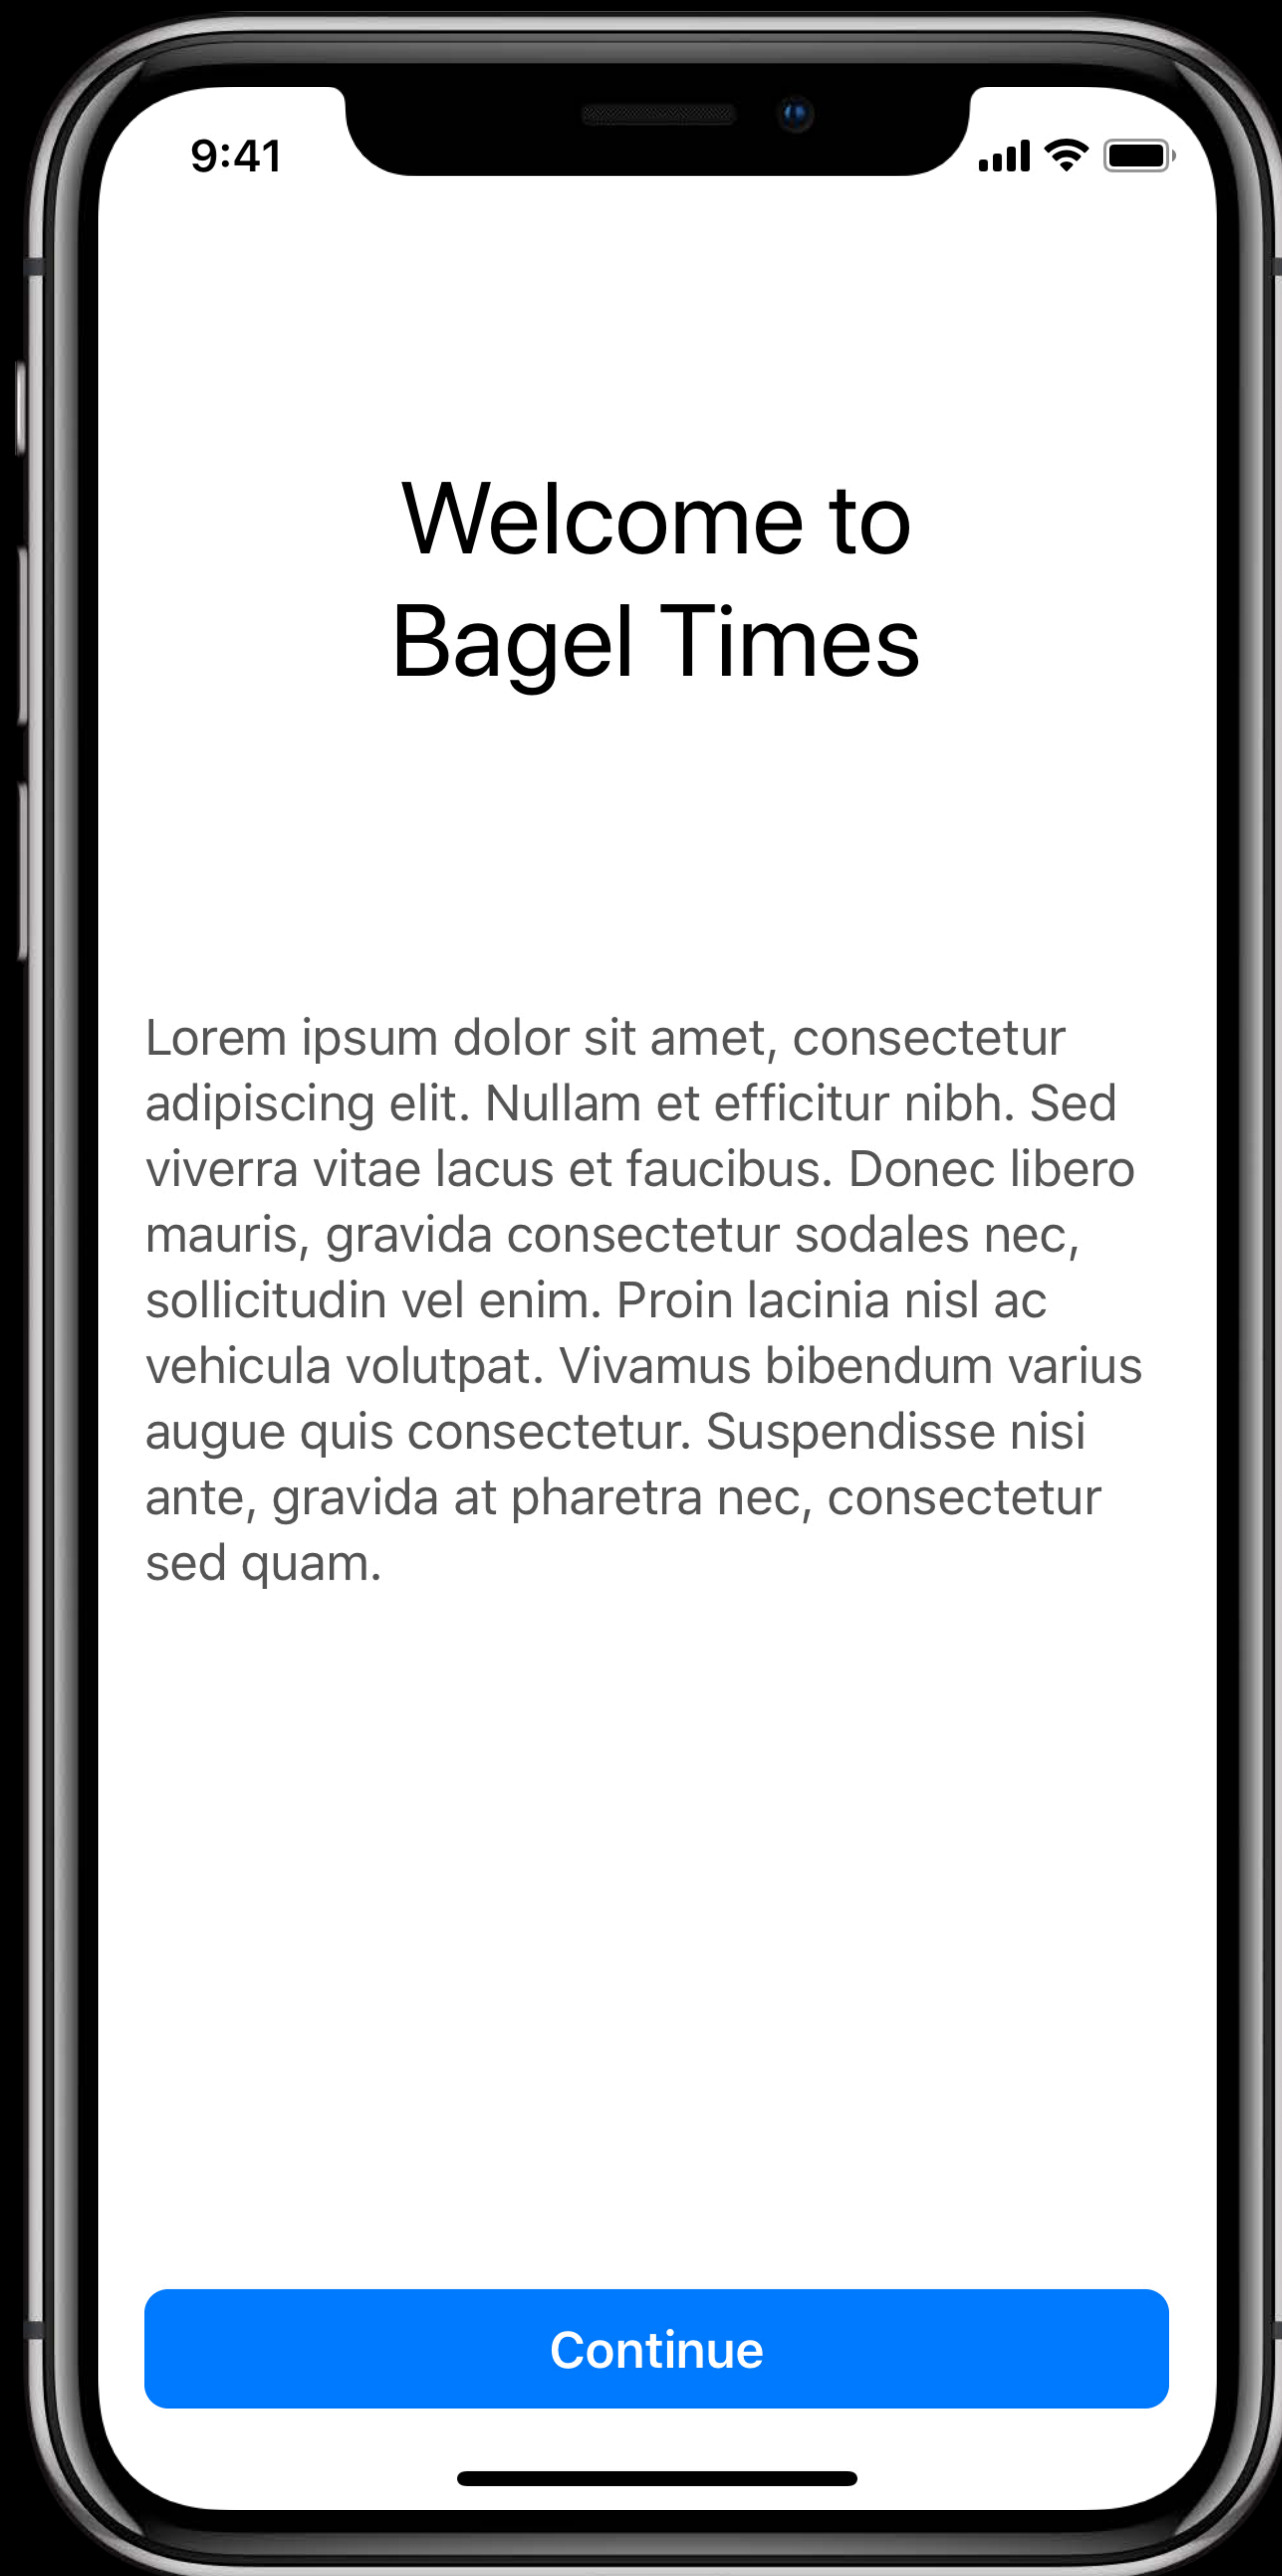 9:41
Welcome to
Bagel Times
Lorem ipsum dolor sit amet, consectetur
adipiscing elit. Nullam et efficitur nibh. Sed
viverra vitae lacus et faucibus. Donec libero
mauris, gravida consectetur sodales nec,
sollicitudin vel enim. Proin lacinia nisl ac
vehicula volutpat. Vivamus bibendum varius
augue quis consectetur. Suspendisse nisi
ante, gravida at pharetra nec, consectetur
sed quam.
Continue